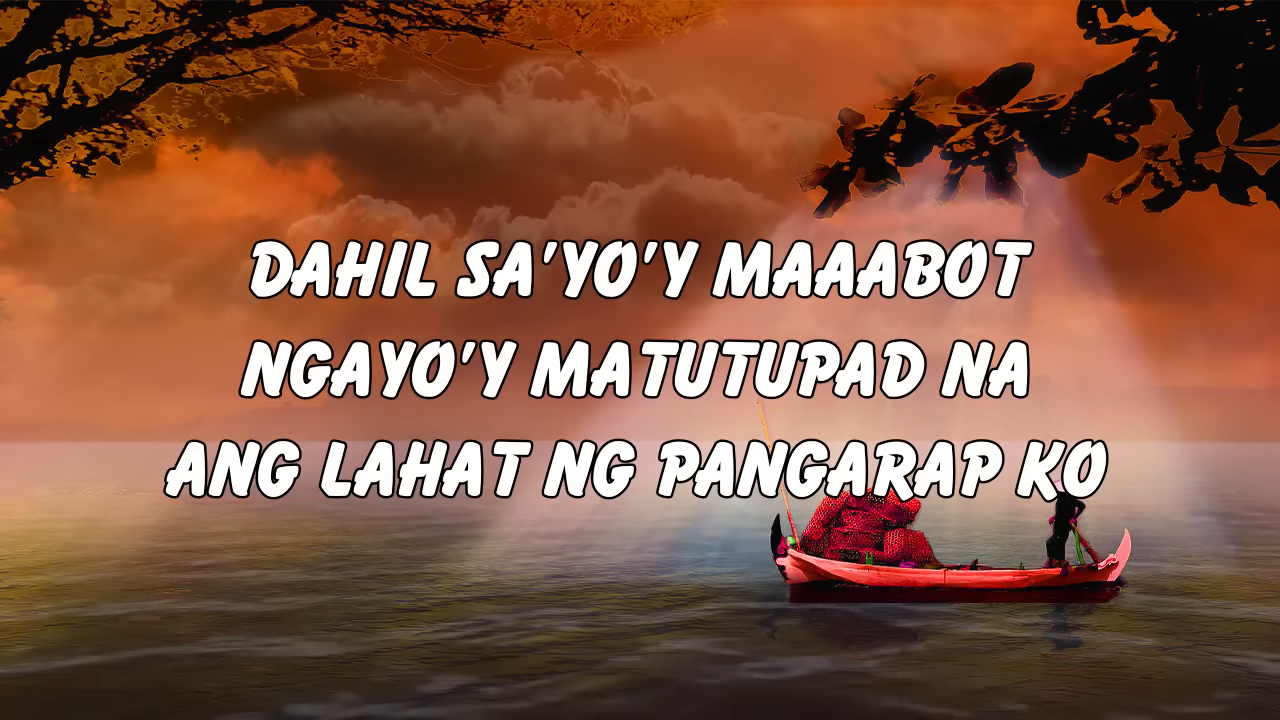 DAHIL SA'YO'Y MAAABOT
NGAYO'Y MATUTUPAD NA
ANG LAHAT NG PANGARAP KO